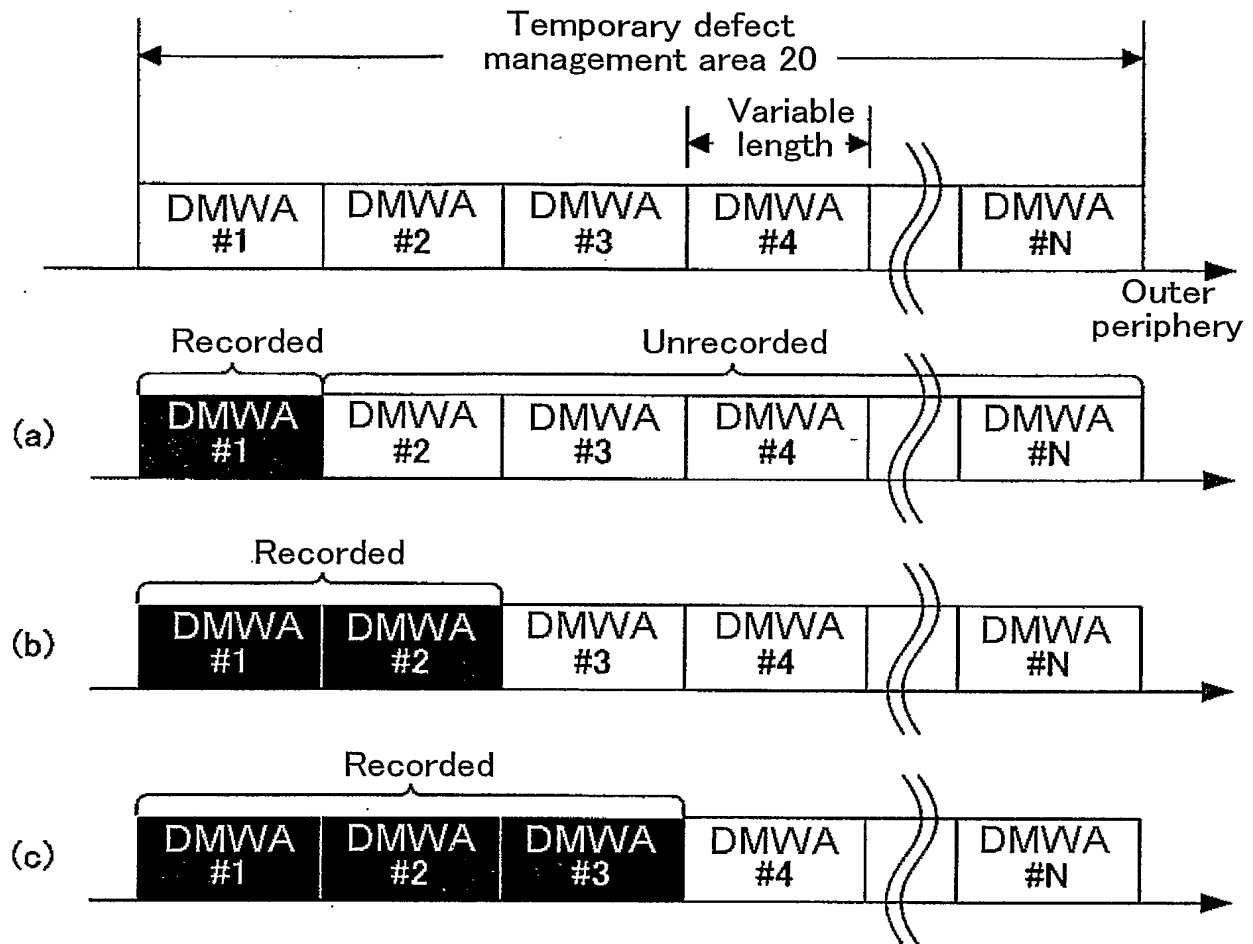 Temporary defect
management area 20
Variable
length
DMWA #1 DMWA #2 DMWA #3 DMWA #4 DMWA #N
Outer
periphery
Recorded Unrecorded
(a) DMWA #1 DMWA #2 DMWA #3 DMWA #4 DMWA #N
Recorded
(b) DMWA #1 DMWA #2 DMWA #3 DMWA #4 DMWA #N
Recorded
(c) DMWA #1 DMWA #2 DMWA #3 DMWA #4 DMWA #N